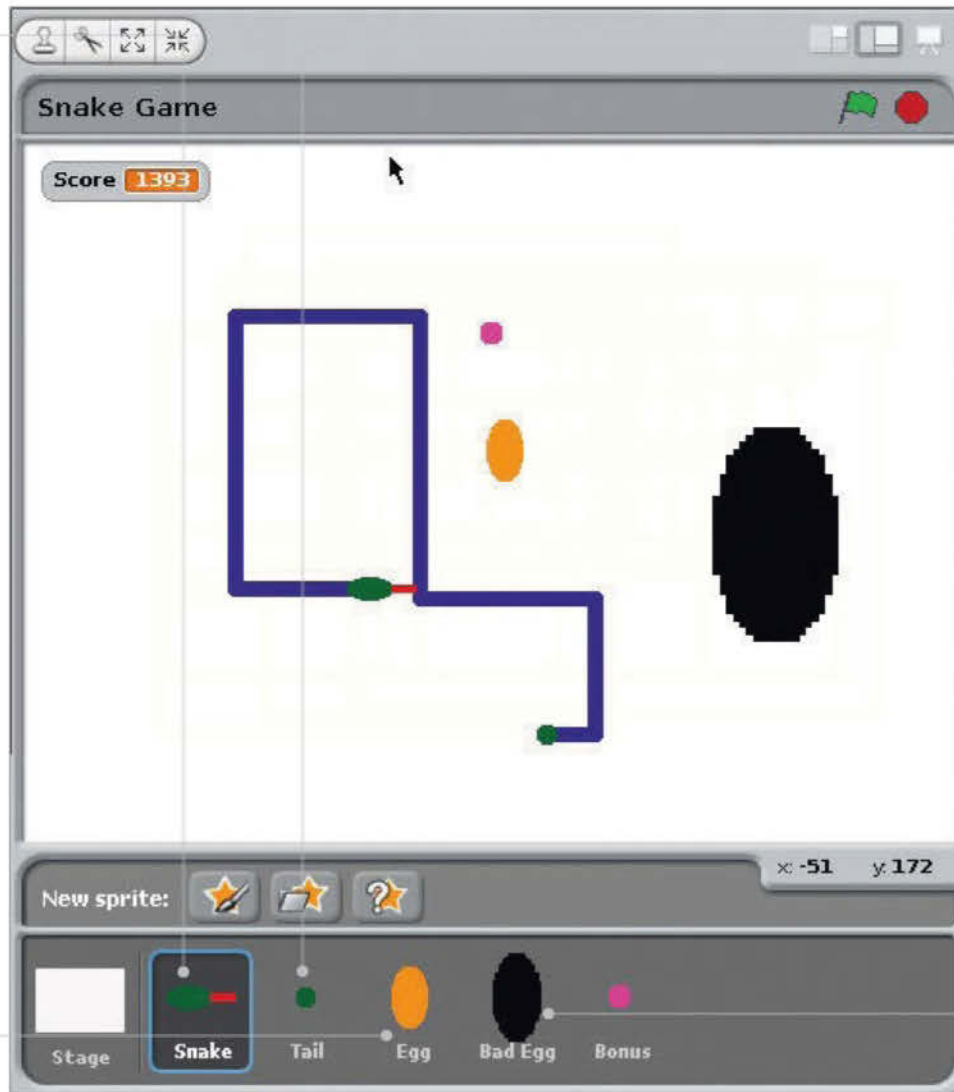 Snake Game
Score 1393
x: -51 y: 172
New sprite:
Stage
Snake
Tail
Egg
Bad Egg
Bonus